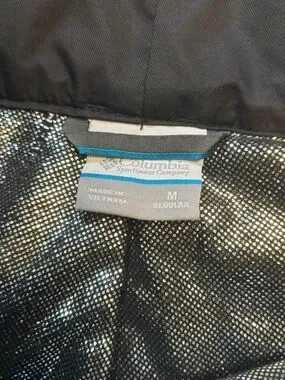 Columbia
Sportswear Company
MADE IN
VIETNAM
M
REGULAR